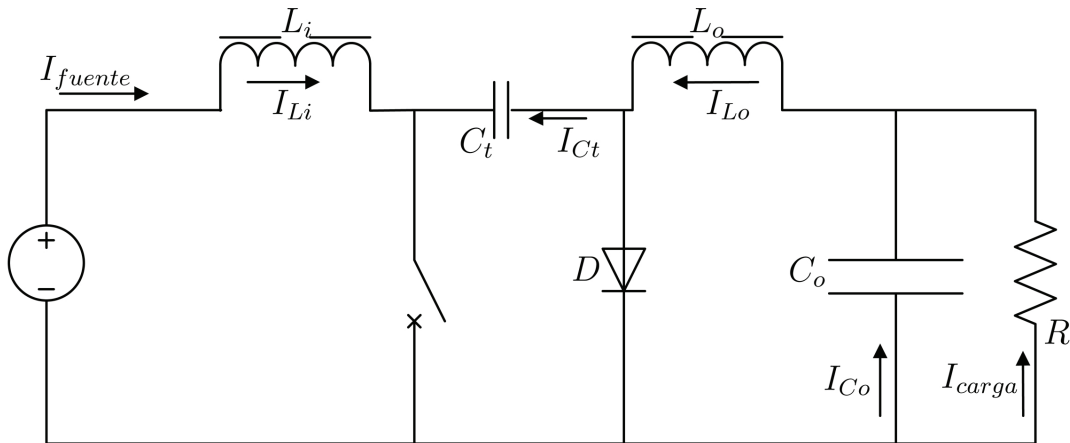 L_i
L_o
I_fuente
I_Li
I_Lo
C_t
I_Ct
+
−
D
C_o
R
I_Co
I_carga